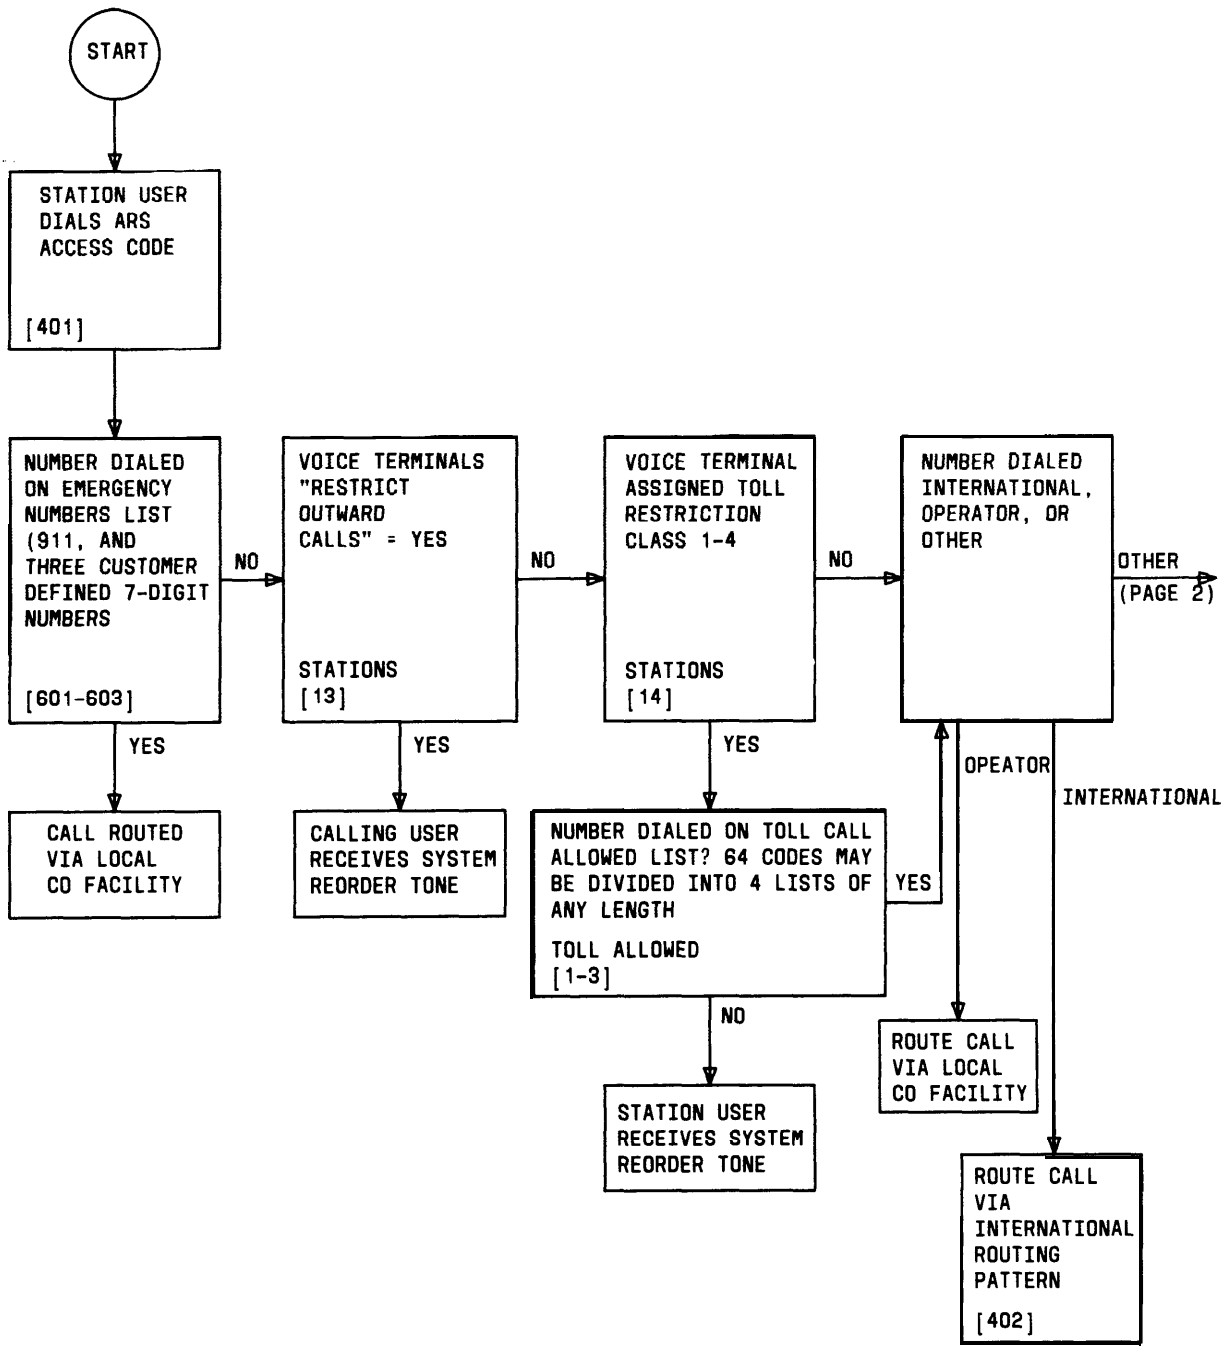 START
STATION USER
DIALS ARS
ACCESS CODE
[401]
NUMBER DIALED
ON EMERGENCY
NUMBERS LIST
(911, AND
THREE CUSTOMER
DEFINED 7-DIGIT
NUMBERS
[601-603]
NO
VOICE TERMINALS
"RESTRICT
OUTWARD
CALLS" = YES
STATIONS
[13]
NO
VOICE TERMINAL
ASSIGNED TOLL
RESTRICTION
CLASS 1-4
STATIONS
[14]
NO
NUMBER DIALED
INTERNATIONAL,
OPERATOR, OR
OTHER
OTHER
(PAGE 2)
YES
YES
YES
OPEATOR
INTERNATIONAL
CALL ROUTED
VIA LOCAL
CO FACILITY
CALLING USER
RECEIVES SYSTEM
REORDER TONE
NUMBER DIALED ON TOLL CALL
ALLOWED LIST? 64 CODES MAY
BE DIVIDED INTO 4 LISTS OF
ANY LENGTH
TOLL ALLOWED
[1-3]
YES
NO
ROUTE CALL
VIA LOCAL
CO FACILITY
STATION USER
RECEIVES SYSTEM
REORDER TONE
ROUTE CALL
VIA
INTERNATIONAL
ROUTING
PATTERN
[402]